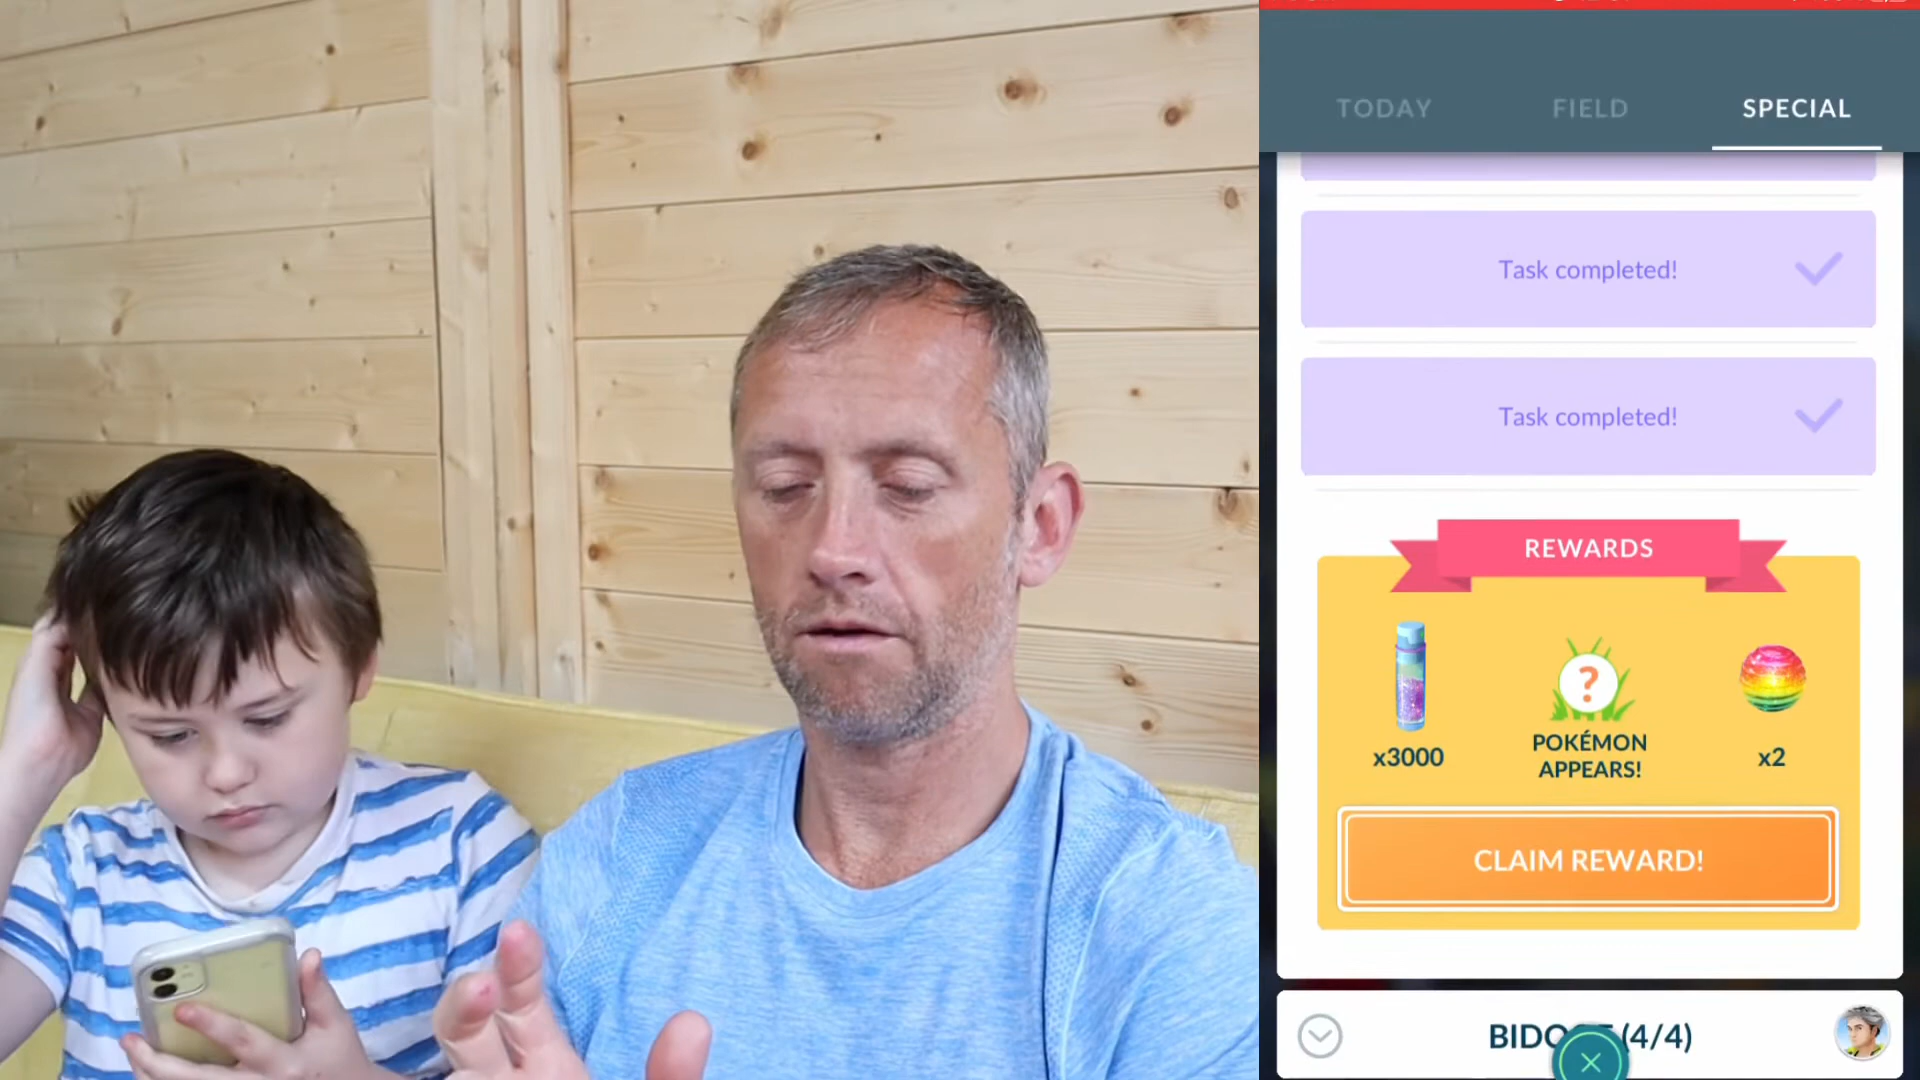 TODAY FIELD SPECIAL
Task completed!
Task completed!
REWARDS
x3000
POKÉMON
APPEARS!
x2
CLAIM REWARD!
(4/4)